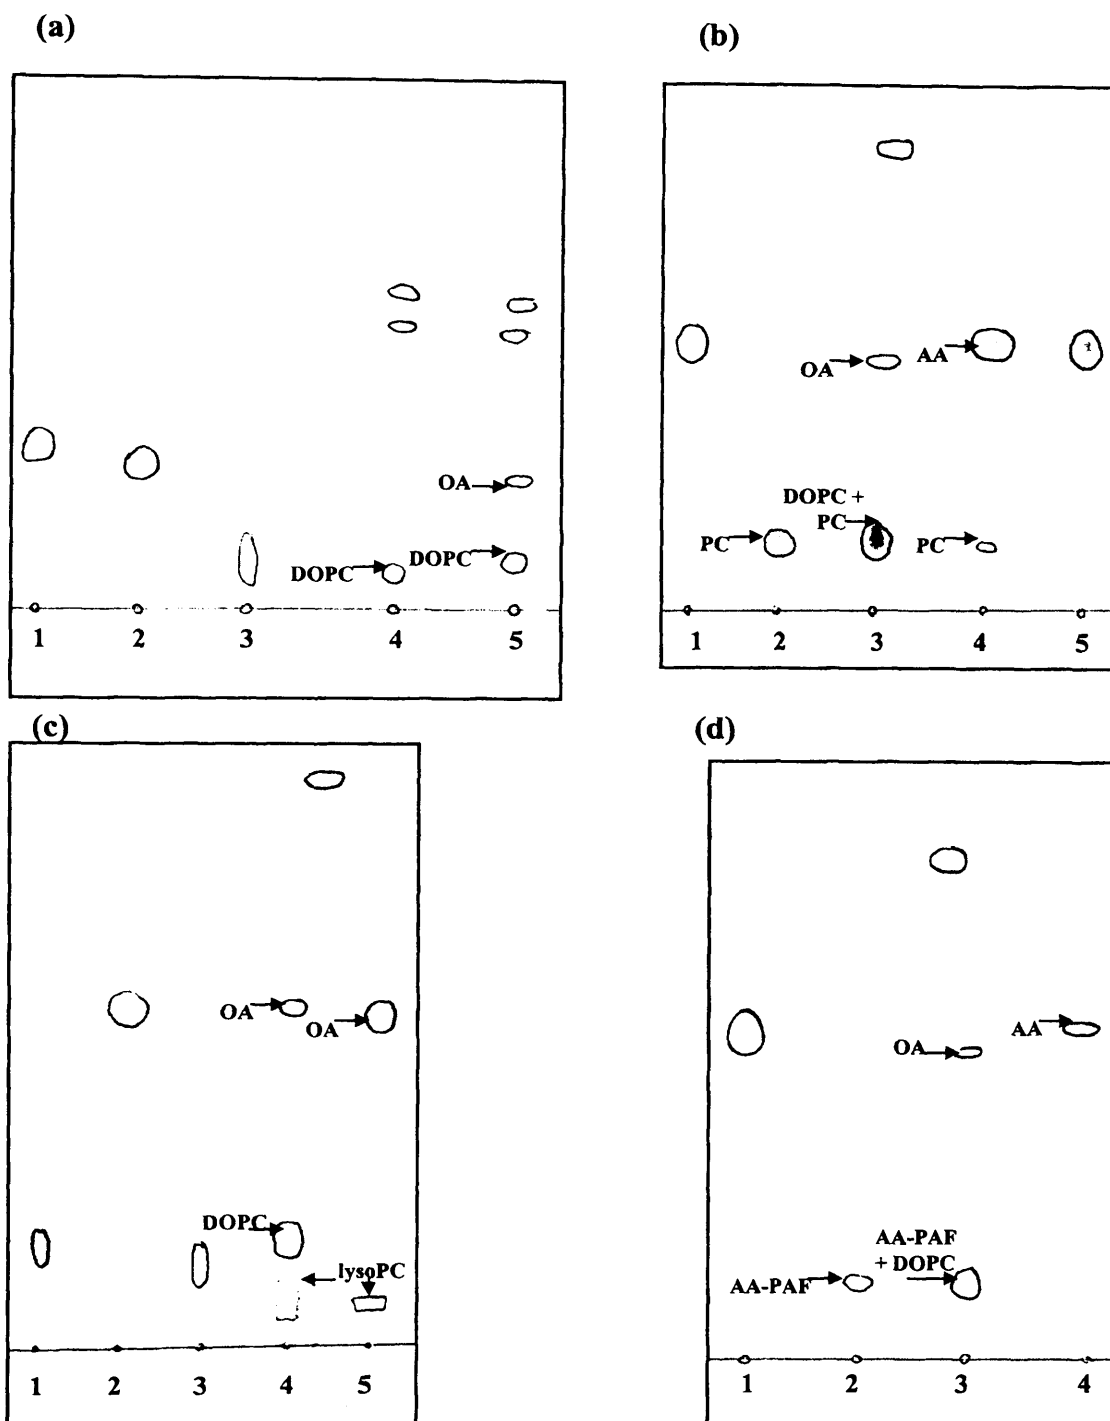 (a)
OA
DOPC
DOPC
1 2 3 4 5
(b)
OA
AA
DOPC +
PC
PC
PC
1 2 3 4 5
(c)
OA
OA
DOPC
lysoPC
1 2 3 4 5
(d)
AA
OA
AA-PAF
+ DOPC
AA-PAF
1 2 3 4